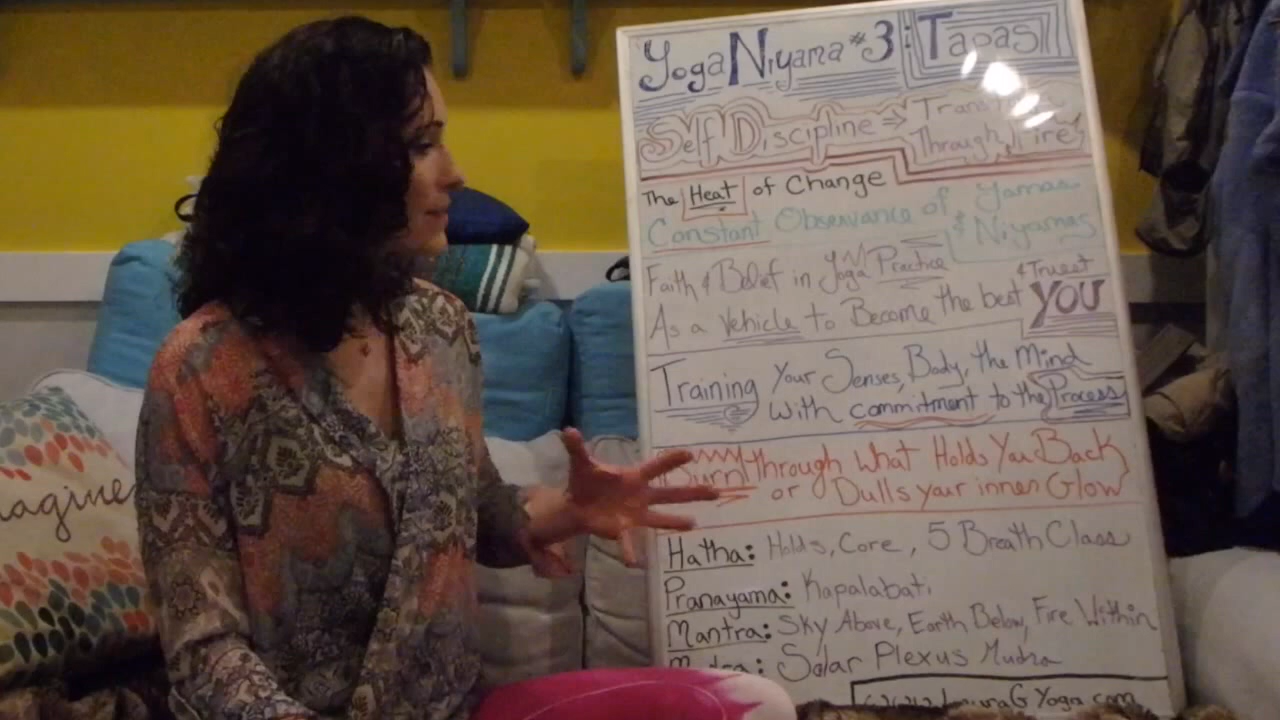 Yoga Niyama #3: Tapas
Self Discipline ⇒
Through Fire
The Heat of Change
Constant Observance of Yamas
& Niyamas
Faith & Belief in Yoga Practice
& Trust
As a Vehicle to Become the best YOU
Training Your Senses, Body, the Mind
With commitment to the Process
Burn through What Holds You Back
or Dulls your inner Glow
Hatha: Holds, Core, 5 Breath Class
Pranayama: Kapalabati
Mantra: Sky Above, Earth Below, Fire Within
Mudra: Solar Plexus Mudra
LauraGYoga.com
magine